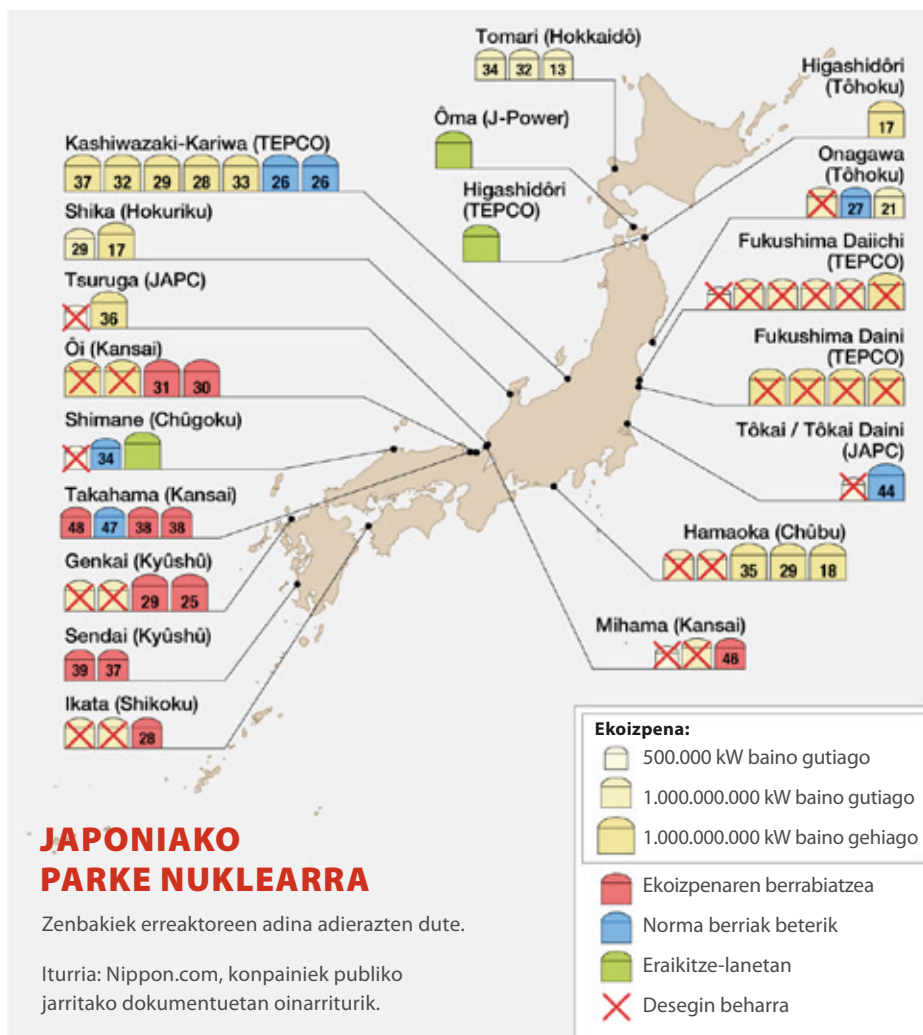 Tomari (Hokkaidô)
34 32 13
Higashidôri
(Tôhoku)
17
Ôma (J-Power)
Higashidôri
(TEPCO)
Onagawa
(Tôhoku)
27 21
Fukushima Daiichi
(TEPCO)
Fukushima Daini
(TEPCO)
Tôkai / Tôkai Daini
(JAPC)
44
Hamaoka (Chûbu)
35 29 18
Mihama (Kansai)
46
Kashiwazaki-Kariwa (TEPCO)
37 32 29 28 33 26 26
Shika (Hokuriku)
29 17
Tsuruga (JAPC)
36
Ôi (Kansai)
31 30
Shimane (Chûgoku)
34
Takahama (Kansai)
48 47 38 38
Genkai (Kyûshû)
29 25
Sendai (Kyûshû)
39 37
Ikata (Shikoku)
28
JAPONIAKO
PARKE NUKLEARRA
Zenbakiek erreaktoreen adina adierazten dute.
Iturria: Nippon.com, konpainiek publiko
jarritako dokumentuetan oinarriturik.
Ekoizpena:
500.000 kW baino gutiago
1.000.000.000 kW baino gutiago
1.000.000.000 kW baino gehiago
Ekoizpenaren berrabiatzea
Norma berriak beterik
Eraikitze-lanetan
Desegin beharra